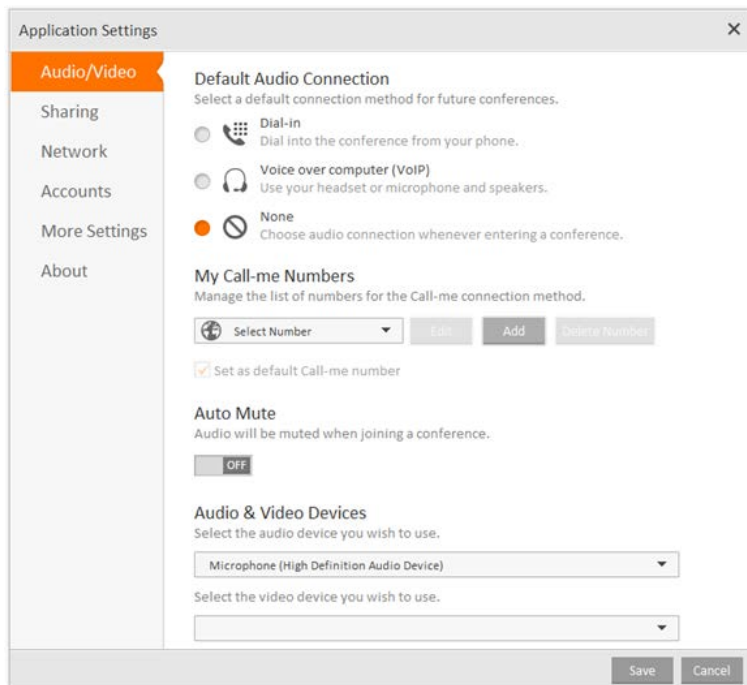 Application Settings
Audio/Video
Sharing
Network
Accounts
More Settings
About
Default Audio Connection
Select a default connection method for future conferences.
Dial-in
Dial into the conference from your phone.
Voice over computer (VoIP)
Use your headset or microphone and speakers.
None
Choose audio connection whenever entering a conference.
My Call-me Numbers
Manage the list of numbers for the Call-me connection method.
Select Number Edit Add Delete Number
Set as default Call-me number
Auto Mute
Audio will be muted when joining a conference.
OFF
Audio & Video Devices
Select the audio device you wish to use.
Microphone (High Definition Audio Device)
Select the video device you wish to use.
Save Cancel